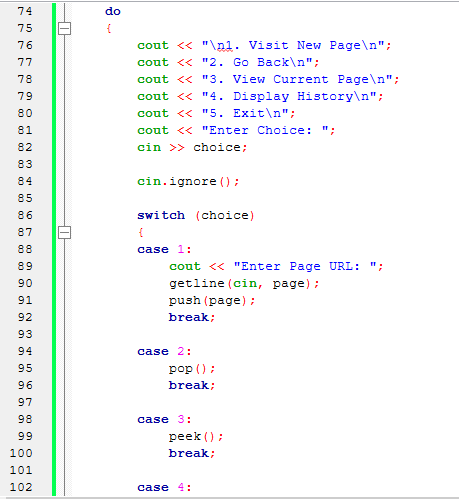 74 do
75 {
76 cout << "\n1. Visit New Page\n";
77 cout << "2. Go Back\n";
78 cout << "3. View Current Page\n";
79 cout << "4. Display History\n";
80 cout << "5. Exit\n";
81 cout << "Enter Choice: ";
82 cin >> choice;
83
84 cin.ignore();
85
86 switch (choice)
87 {
88 case 1:
89 cout << "Enter Page URL: ";
90 getline(cin, page);
91 push(page);
92 break;
93
94 case 2:
95 pop();
96 break;
97
98 case 3:
99 peek();
100 break;
101
102 case 4: